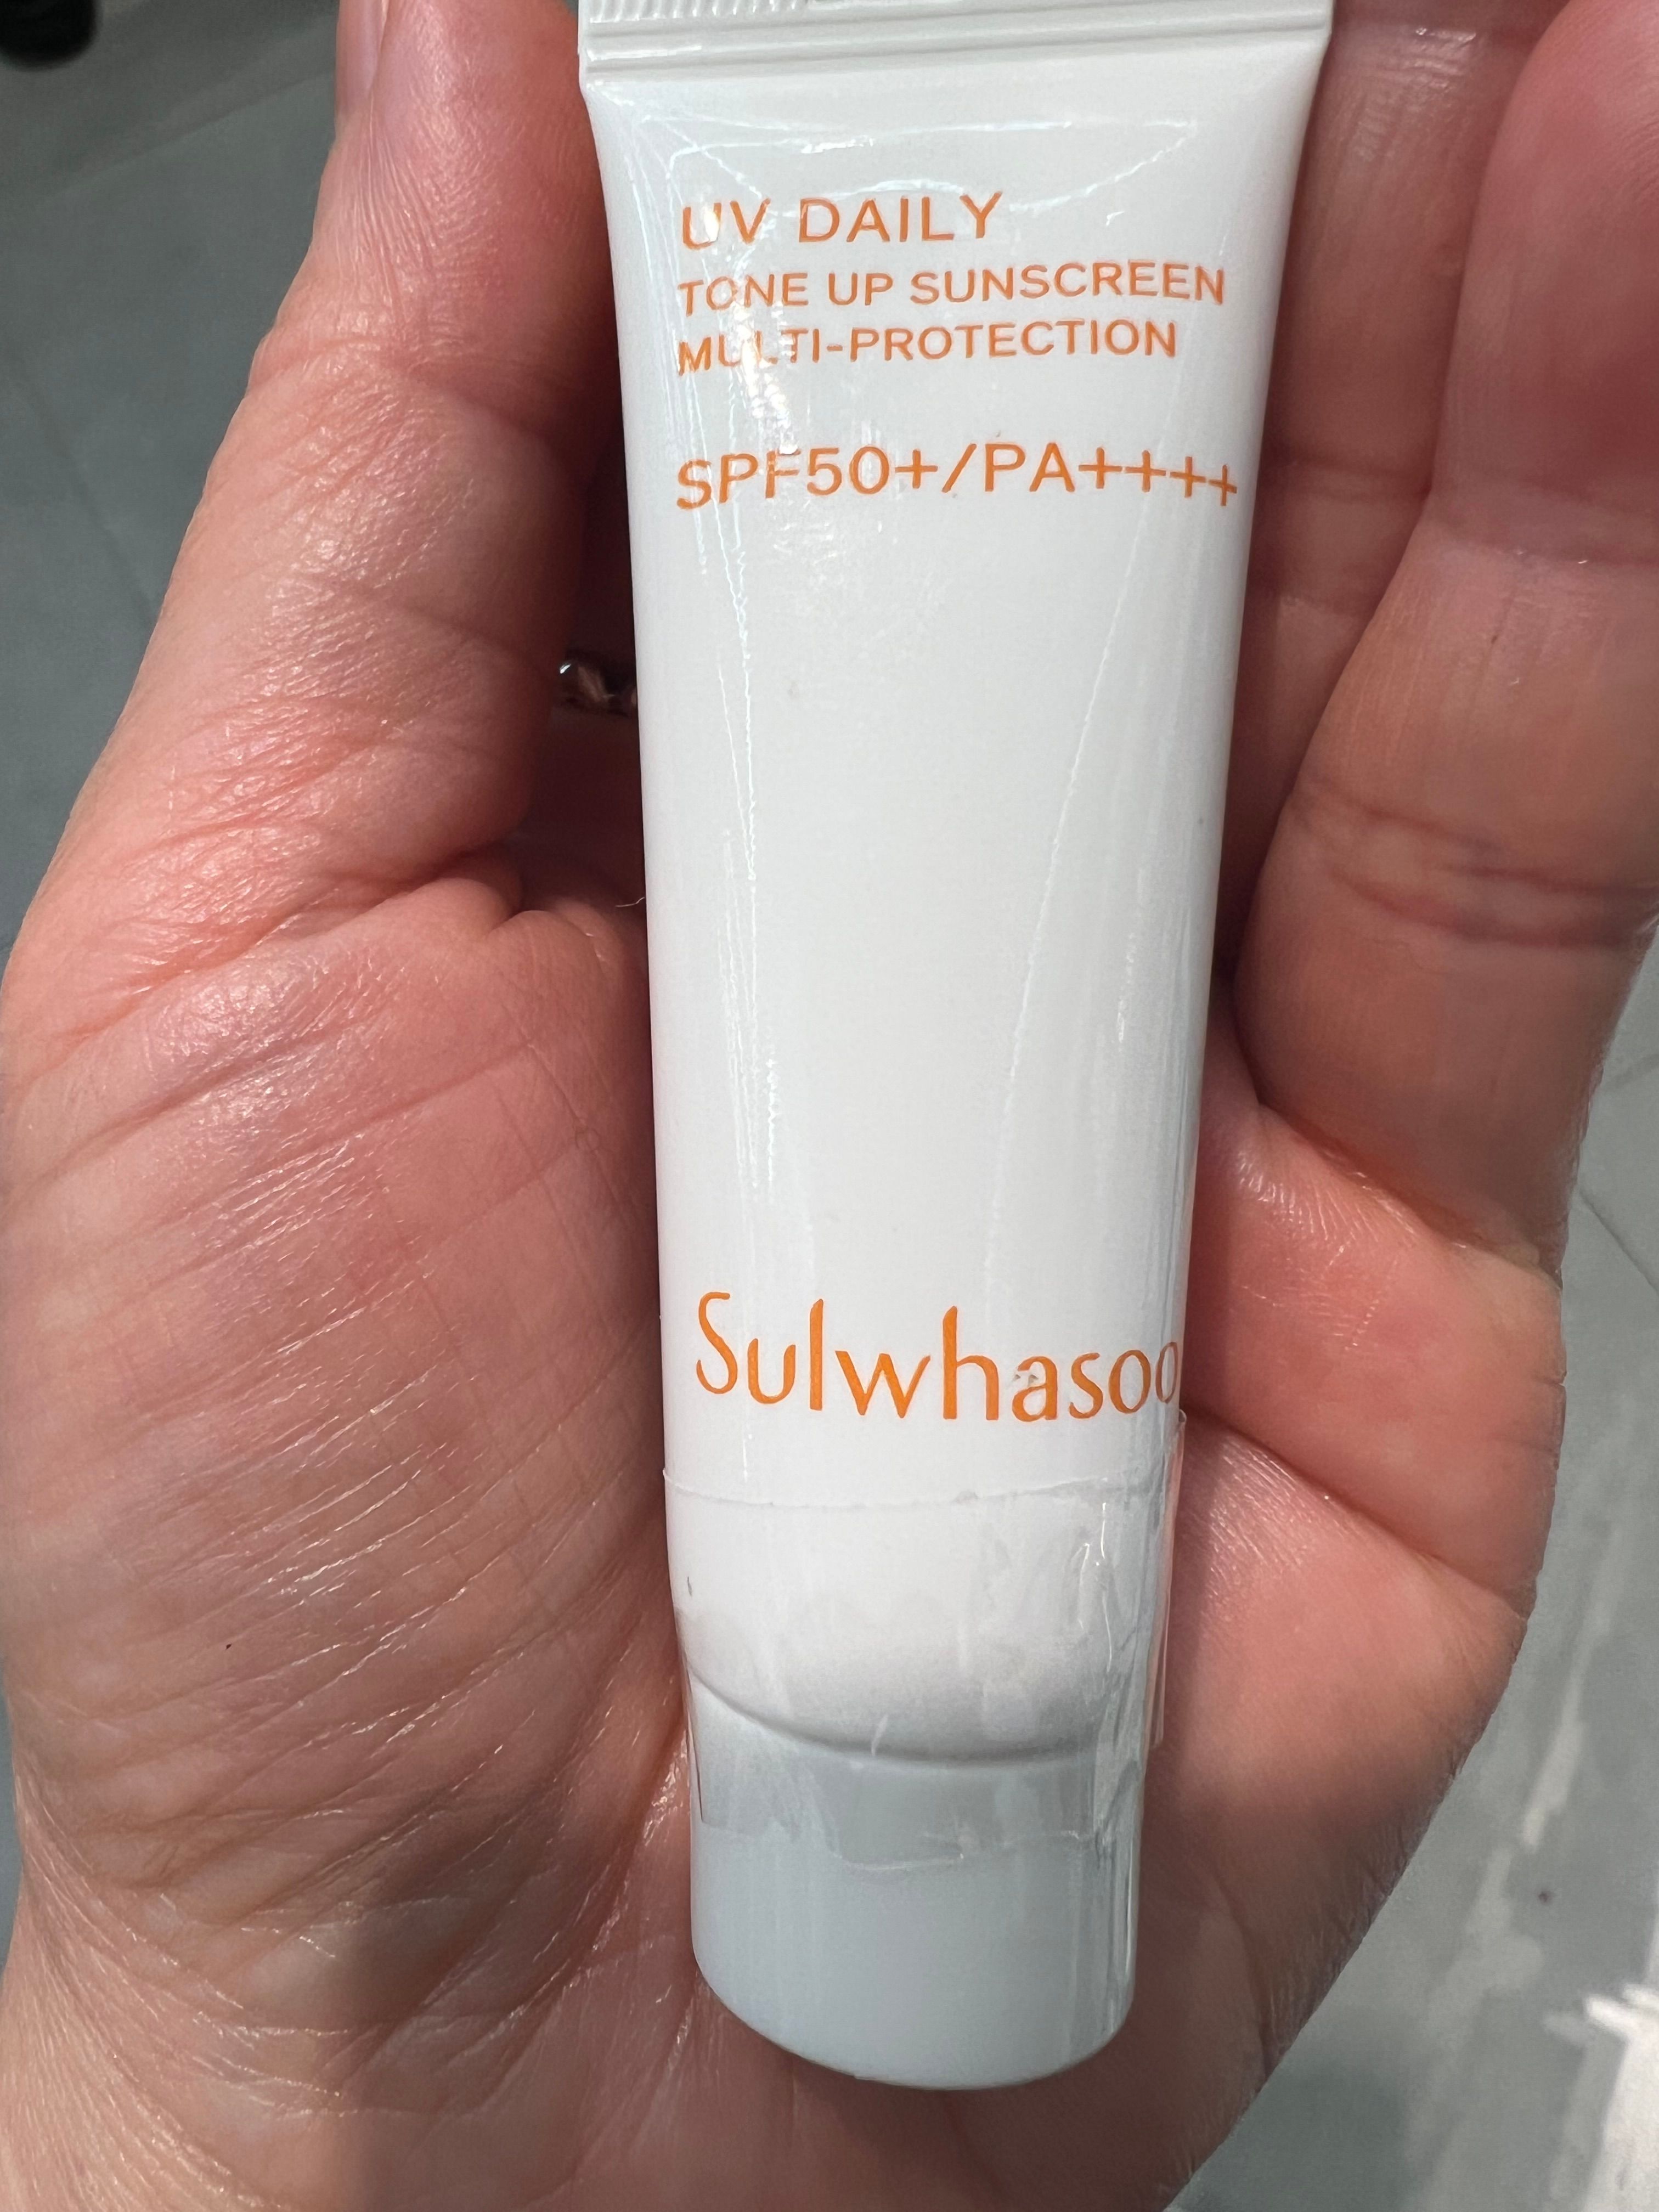 UV DAILY
TONE UP SUNSCREEN
MULTI-PROTECTION
SPF50+/PA++++
Sulwhasoo